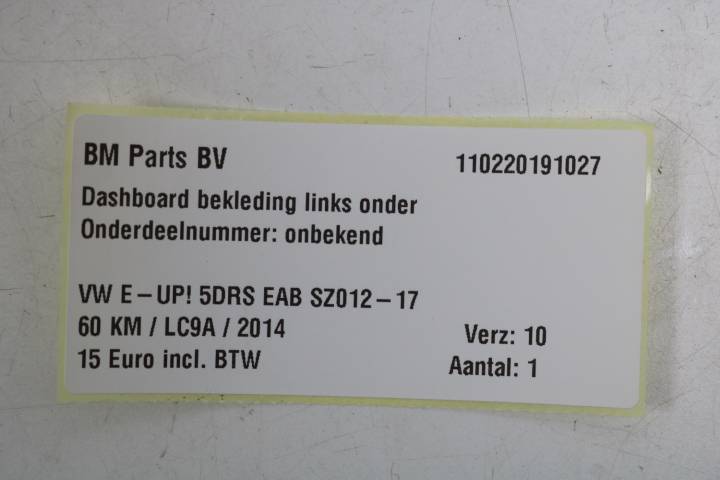 BM Parts BV 110220191027
Dashboard bekleding links onder
Onderdeelnummer: onbekend
VW E-UP! 5DRS EAB SZ012-17
60 KM / LC9A / 2014 Verz: 10
15 Euro incl. BTW Aantal: 1